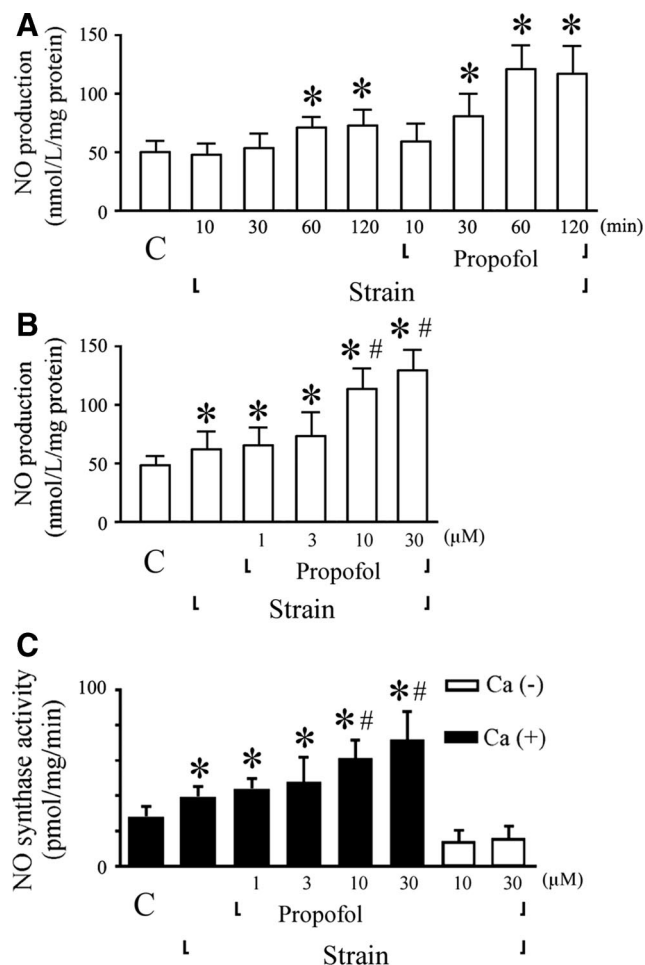 A
NO production
(nmol/L/mg protein)
150
100
50
0
* * * * *
C 10 30 60 120 10 30 60 120 (min)
Propofol
Strain
B
NO production
(nmol/L/mg protein)
150
100
50
0
* * * * # * #
C 1 3 10 30 (μM)
Propofol
Strain
C
NO synthase activity
(pmol/mg/min)
100
0
* * * * # * #
Ca (-)
Ca (+)
C 1 3 10 30 10 30 (μM)
Propofol
Strain